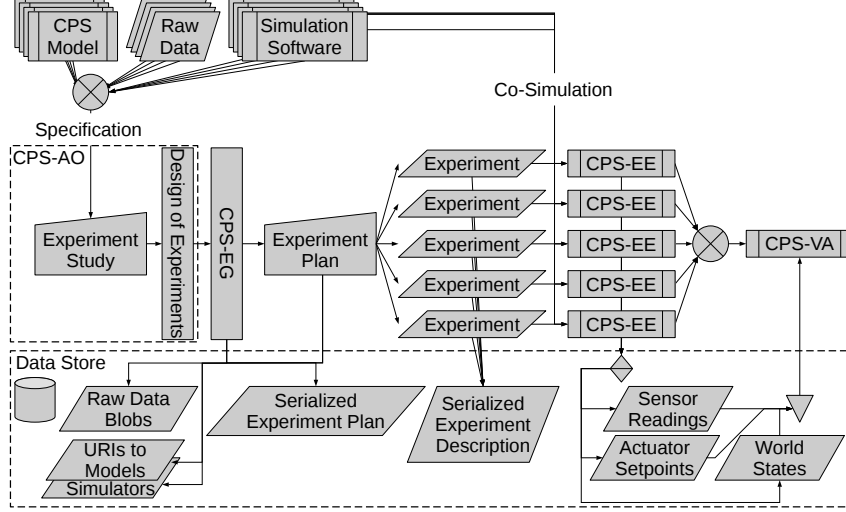 CPS
Model
Raw
Data
Simulation
Software
Co-Simulation
Specification
CPS-AO
Design of Experiments
CPS-EG
Experiment
Study
Experiment
Plan
Experiment
CPS-EE
Experiment
CPS-EE
Experiment
CPS-EE
CPS-VA
Experiment
CPS-EE
Experiment
CPS-EE
Data Store
Raw Data
Blobs
Serialized
Experiment Plan
Serialized
Experiment
Description
Sensor
Readings
URIs to
Models
Simulators
Actuator
Setpoints
World
States